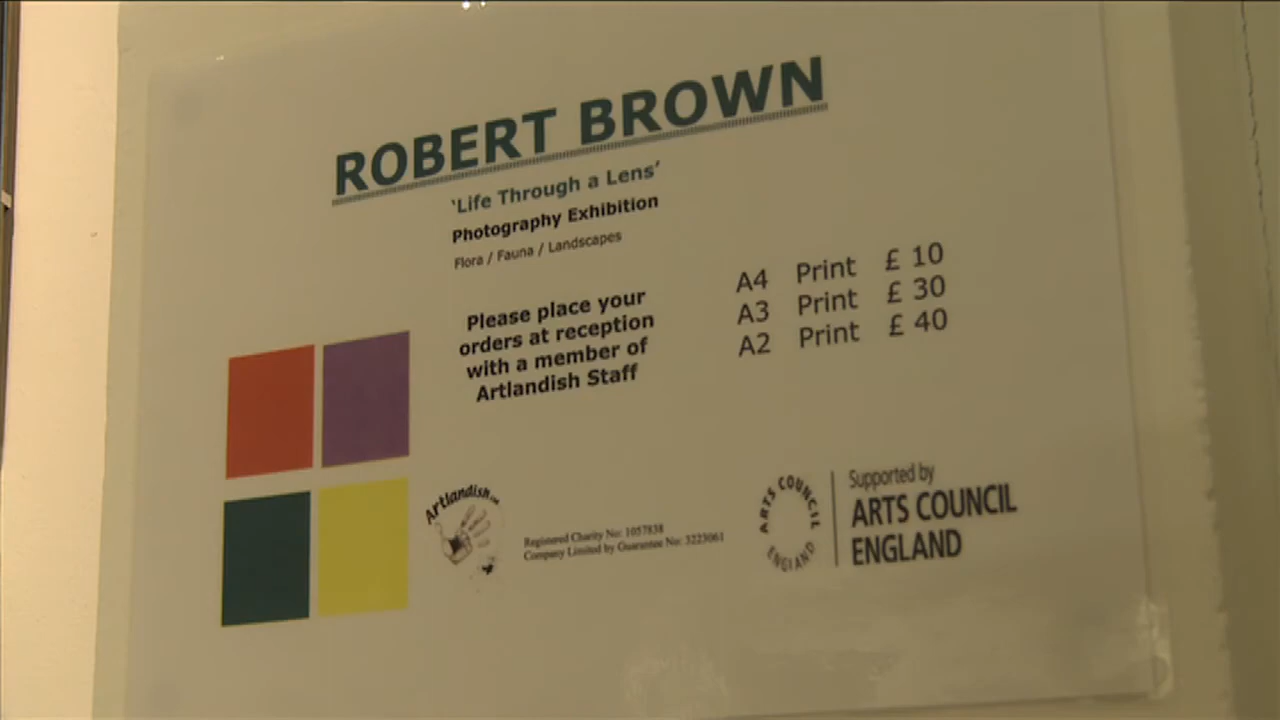 ROBERT BROWN
‘Life Through a Lens’
Photography Exhibition
Flora / Fauna / Landscapes
Please place your
orders at reception
with a member of
Artlandish Staff
A4 Print £ 10
A3 Print £ 30
A2 Print £ 40
Artlandish
Registered Charity No: 1057838
Company Limited by Guarantee No: 3223061
ARTS COUNCIL
ENGLAND
Supported by
ARTS COUNCIL
ENGLAND